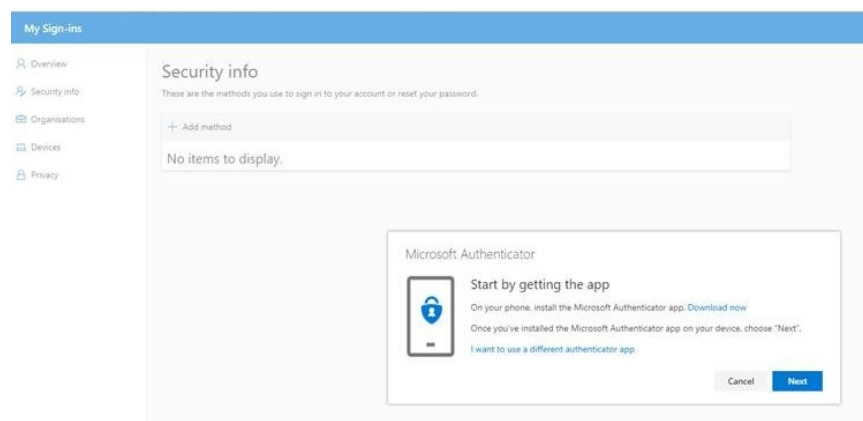 My Sign-ins
Overview
Security info
Organisations
Devices
Privacy
Security info
These are the methods you use to sign in to your account or reset your password.
+ Add method
No items to display.
Microsoft Authenticator
Start by getting the app
On your phone, install the Microsoft Authenticator app. Download now
Once you've installed the Microsoft Authenticator app on your device, choose "Next".
I want to use a different authenticator app
Cancel Next